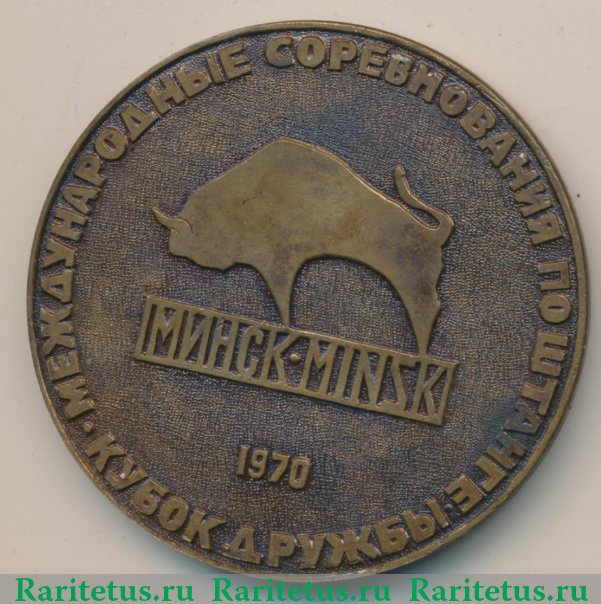 МЕЖДУНАРОДНЫЕ СОРЕВНОВАНИЯ ПО ШТАНГЕ
· КУБОК ДРУЖБЫ ·
МИНСК·MINSK
1970
Raritetus.ru Raritetus.ru Raritetus.ru